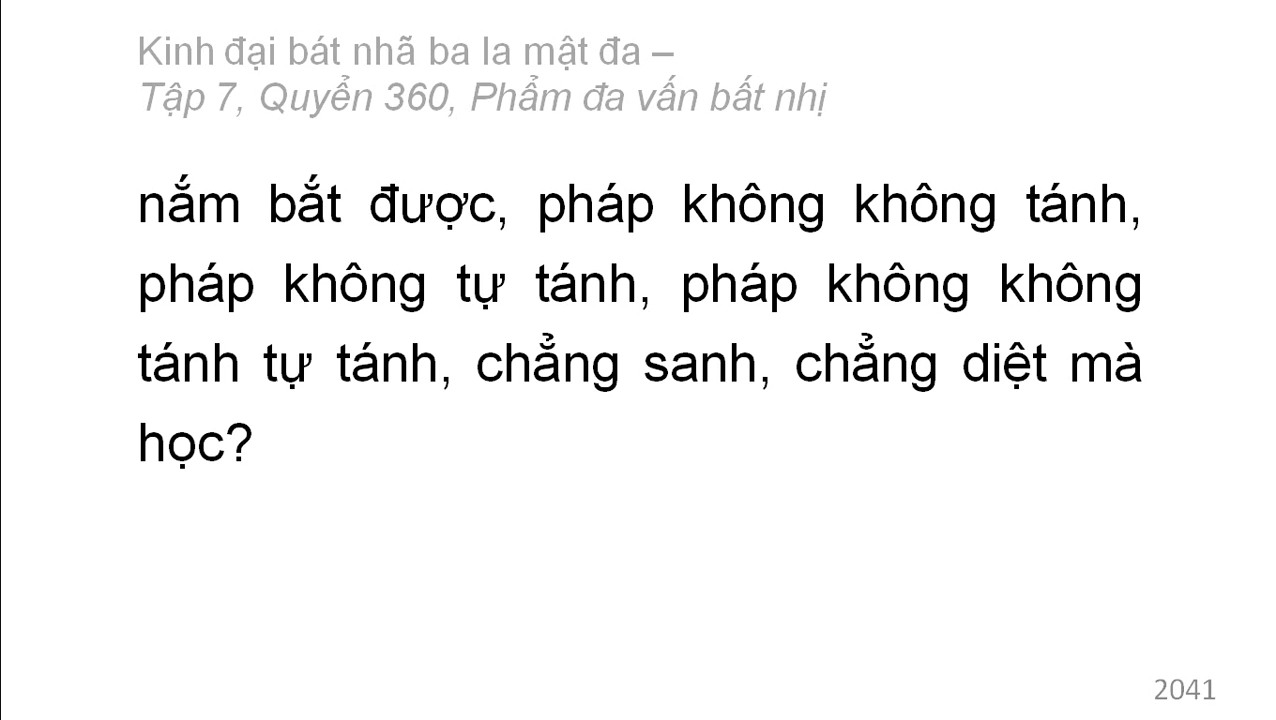 Kinh đại bát nhã ba la mật đa –
Tập 7, Quyển 360, Phẩm đa vấn bất nhị
nắm bắt được, pháp không không tánh,
pháp không tự tánh, pháp không không
tánh tự tánh, chẳng sanh, chẳng diệt mà
học?
2041